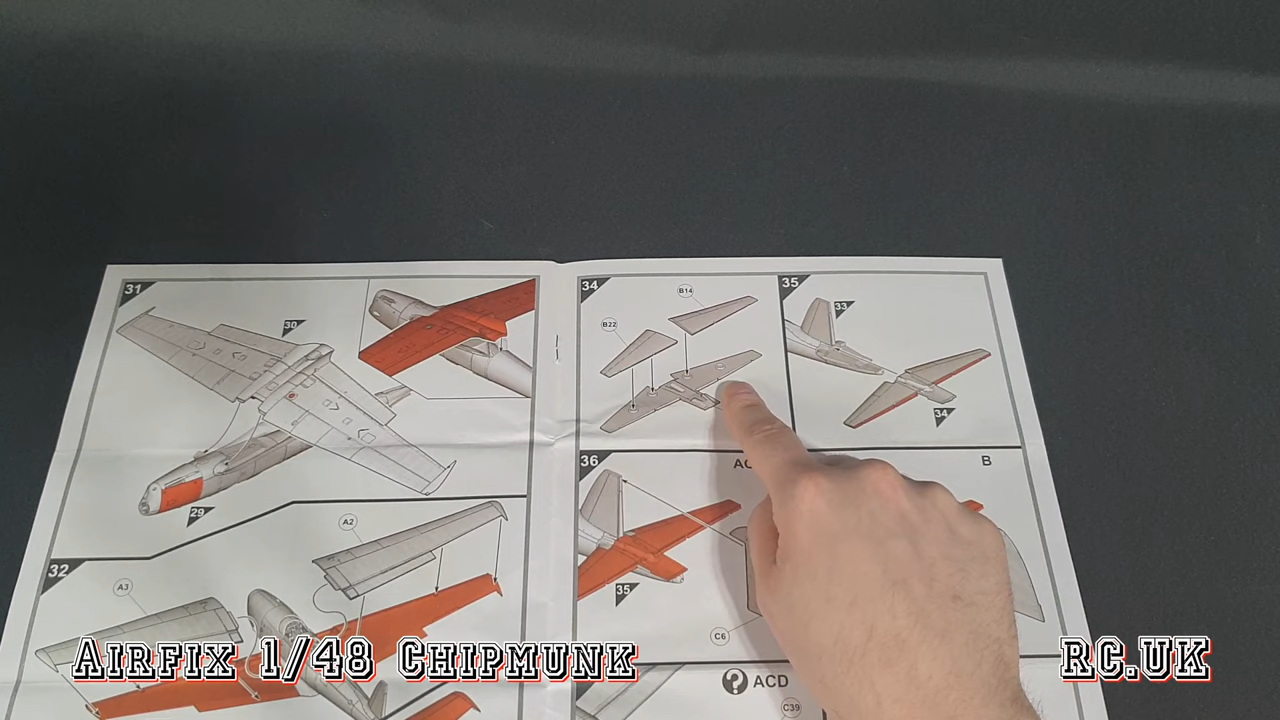 31
30
29
32
A2
A3
34
B14
B22
35
33
34
36
B
35
C6
ACD
C39
Airfix 1/48 Chipmunk
RC.UK